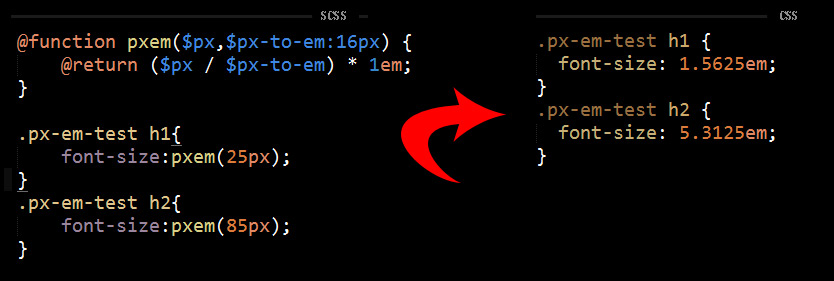 SCSS
@function pxem($px,$px-to-em:16px) {
    @return ($px / $px-to-em) * 1em;
}
.px-em-test h1{
    font-size:pxem(25px);
}
.px-em-test h2{
    font-size:pxem(85px);
}
CSS
.px-em-test h1 {
  font-size: 1.5625em;
}
.px-em-test h2 {
  font-size: 5.3125em;
}